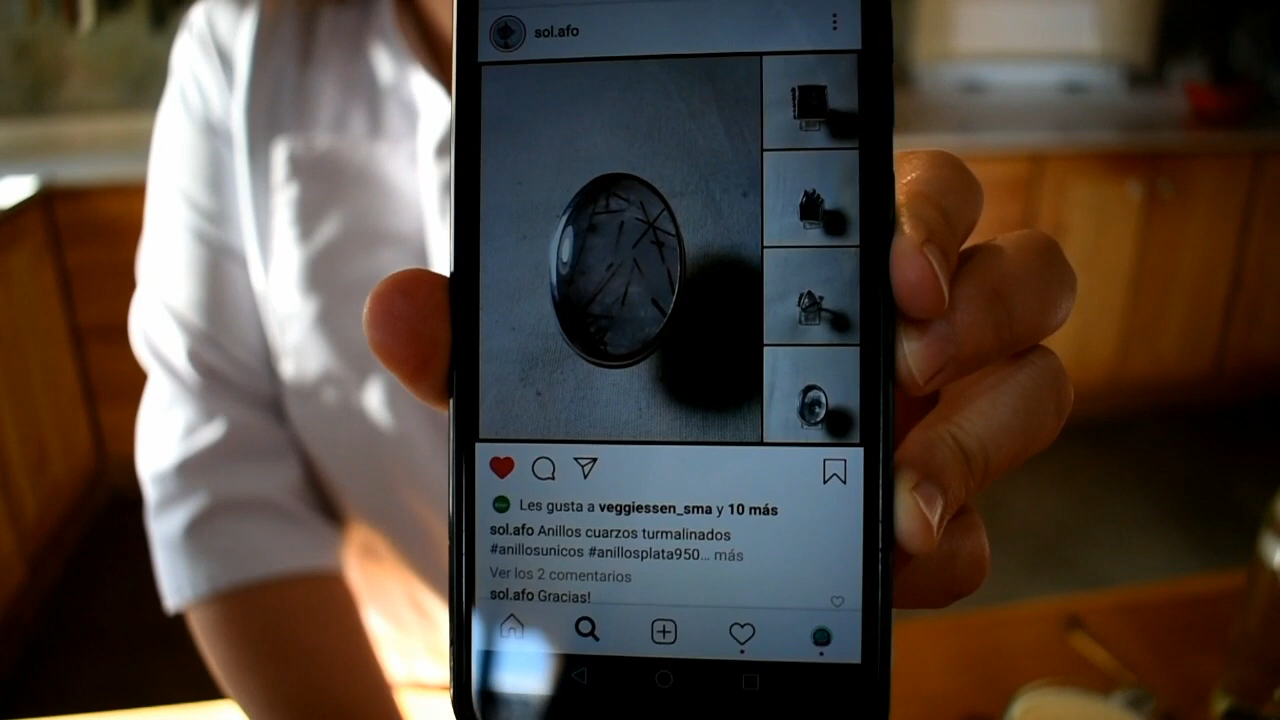 sol.afo
Les gusta a veggiessen_sma y 10 más
sol.afo Anillos cuarzos turmalinados
#anillosunicos #anillosplata950... más
Ver los 2 comentarios
sol.afo Gracias!